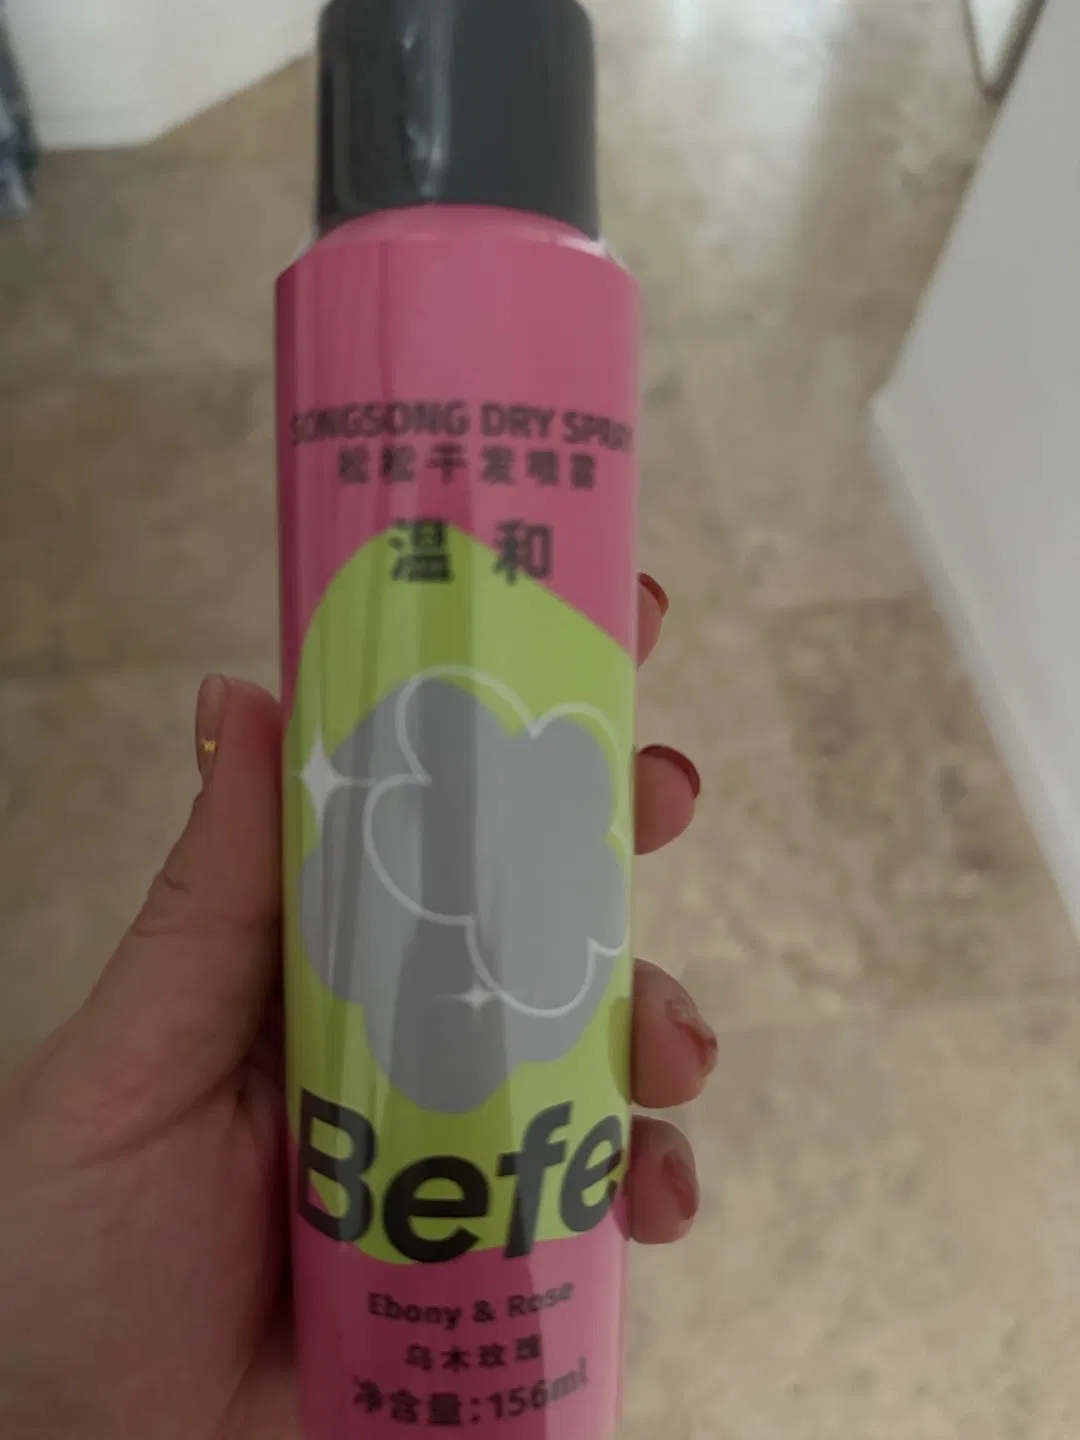 SONGSONG DRY SPRAY
松松干发喷雾
温和
Befe
Ebony & Rose
乌木玫瑰
净含量:156ml